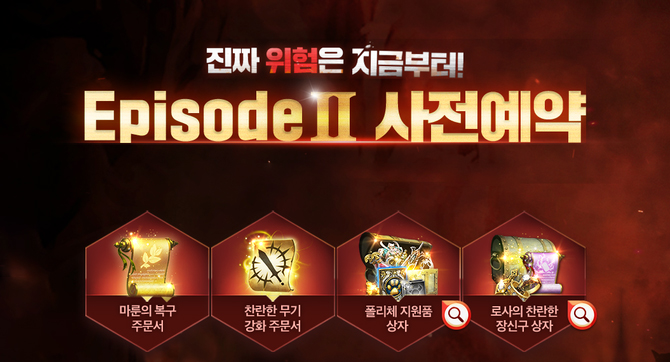 진짜 위험은 지금부터!
Episode II 사전예약
마룬의 복구
주문서
찬란한 무기
강화 주문서
폴리체 지원품
상자
로사의 찬란한
장신구 상자